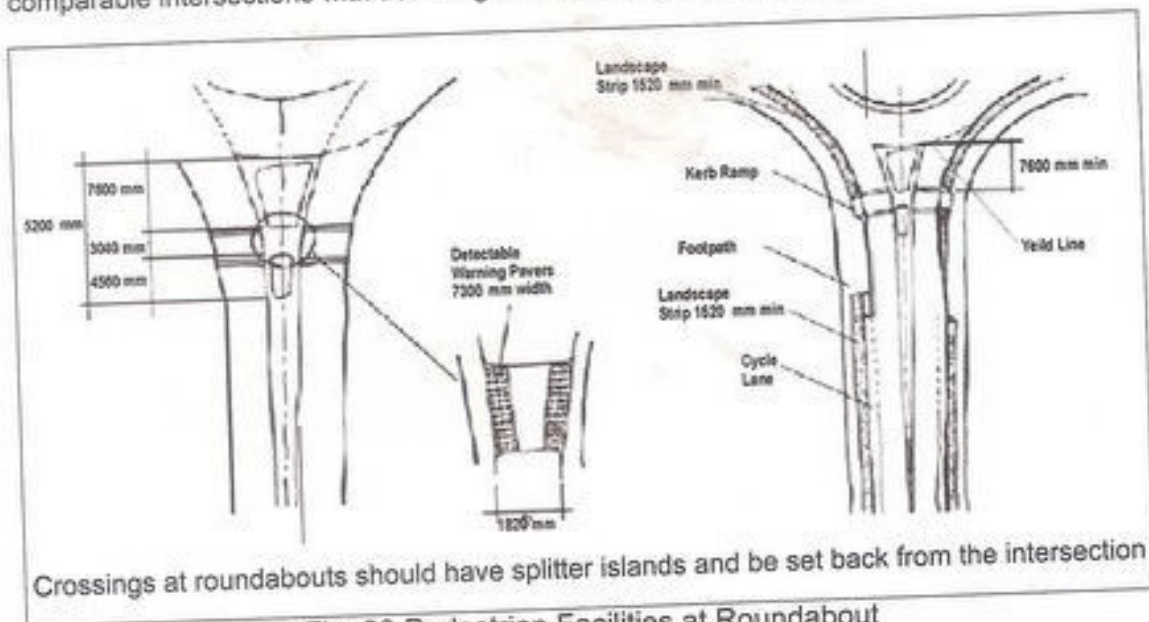 comparable intersections with
Landscape
Strip 1520 mm min
7600 mm
5200 mm
3040 mm
4560 mm
Detectable
Warning Pavers
7300 mm width
1820 mm
Kerb Ramp
Footpath
Landscape
Strip 1520 mm min
Cycle
Lane
7600 mm min
Yeild Line
Crossings at roundabouts should have splitter islands and be set back from the intersection
Pedestrian Facilities at Roundabout